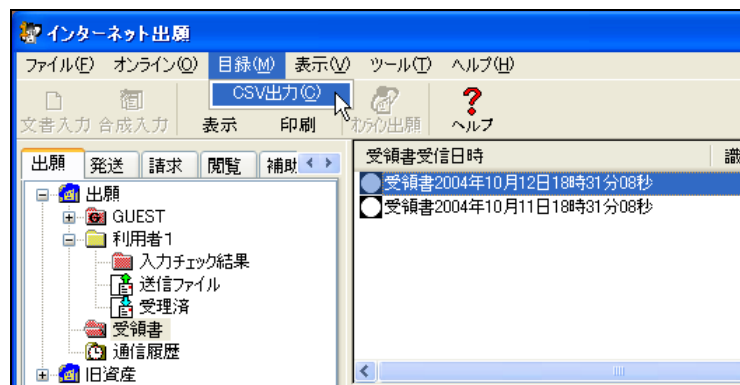 インターネット出願
ファイル(F) オンライン(O) 目録(M) 表示(V) ツール(T) ヘルプ(H)
CSV出力(C)
文書入力 合成入力 表示 印刷 オンライン出願 ヘルプ
出願 発送 請求 閲覧 補助
受領書受信日時 識
受領書2004年10月12日18時31分08秒
受領書2004年10月11日18時31分08秒
出願
GUEST
利用者1
入力チェック結果
送信ファイル
受理済
受領書
通信履歴
旧資産